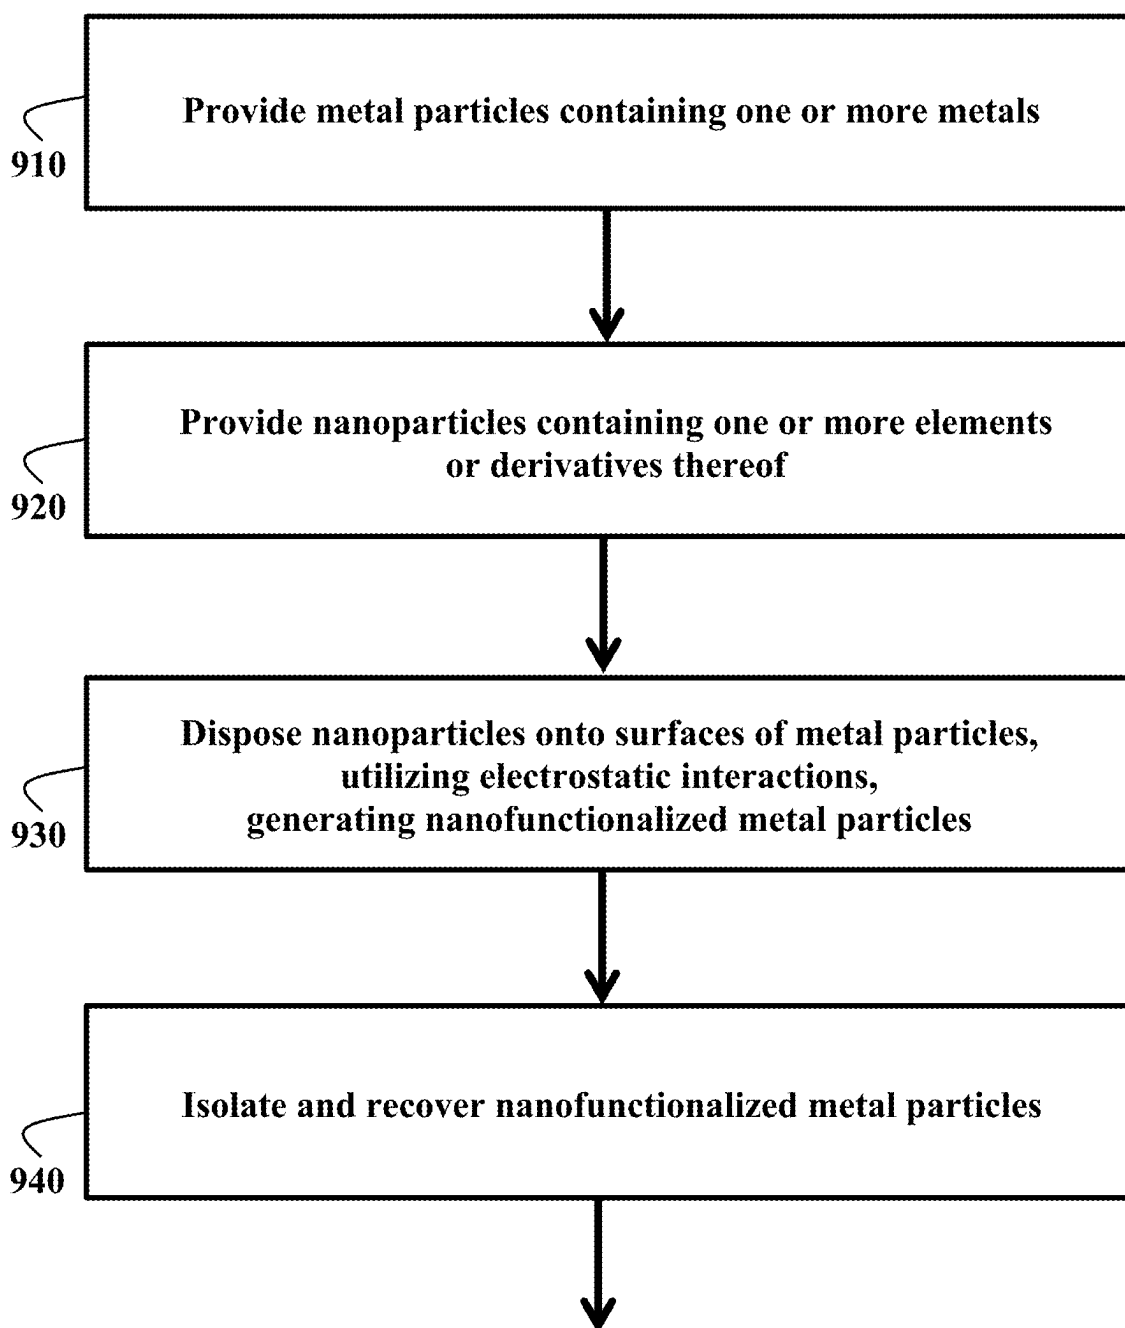 Provide metal particles containing one or more metals
910
Provide nanoparticles containing one or more elements
or derivatives thereof
920
Dispose nanoparticles onto surfaces of metal particles,
utilizing electrostatic interactions,
generating nanofunctionalized metal particles
930
Isolate and recover nanofunctionalized metal particles
940